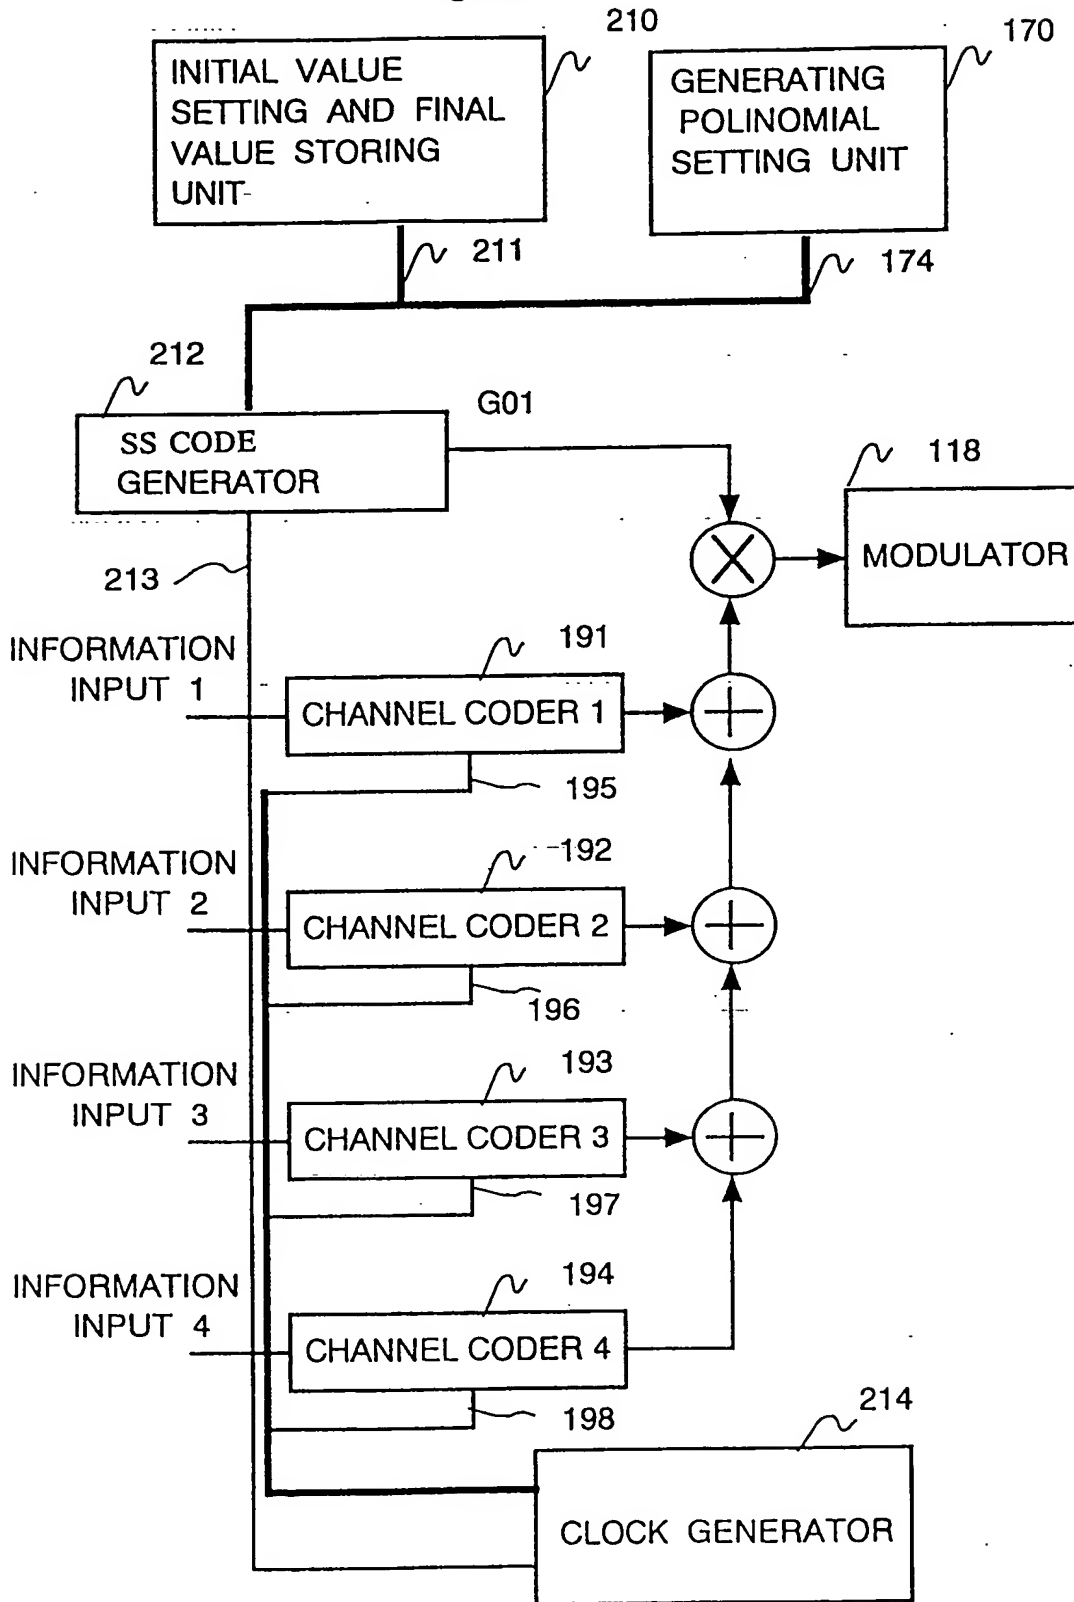 210
170
INITIAL VALUE
SETTING AND FINAL
VALUE STORING
UNIT
GENERATING
POLINOMIAL
SETTING UNIT
211
174
212
G01
SS CODE
GENERATOR
118
MODULATOR
213
INFORMATION
INPUT 1
191
CHANNEL CODER 1
195
INFORMATION
INPUT 2
192
CHANNEL CODER 2
196
INFORMATION
INPUT 3
193
CHANNEL CODER 3
197
INFORMATION
INPUT 4
194
CHANNEL CODER 4
198
214
CLOCK GENERATOR